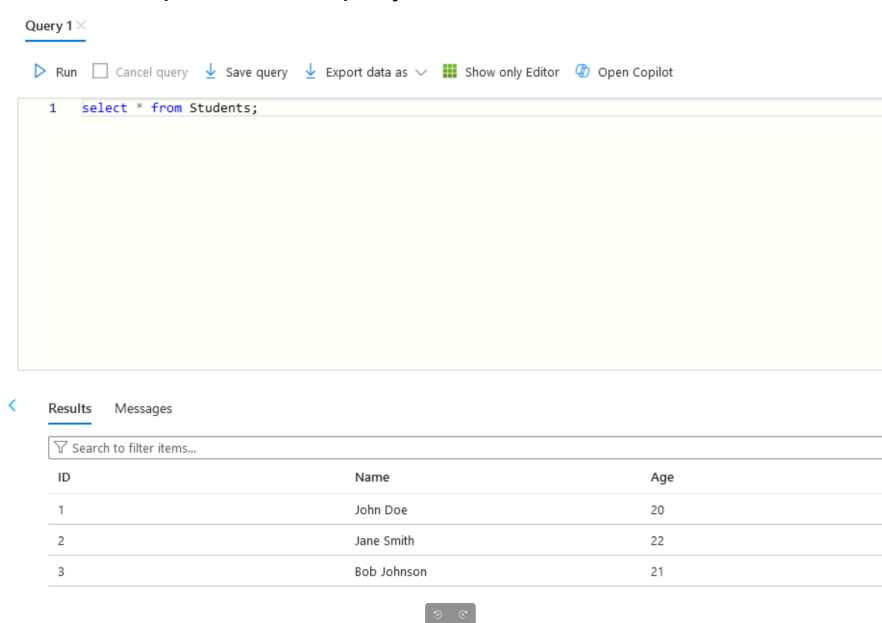 Query 1
Run Cancel query Save query Export data as Show only Editor Open Copilot
1 select * from Students;
Results Messages
Search to filter items...
ID Name Age
1 John Doe 20
2 Jane Smith 22
3 Bob Johnson 21